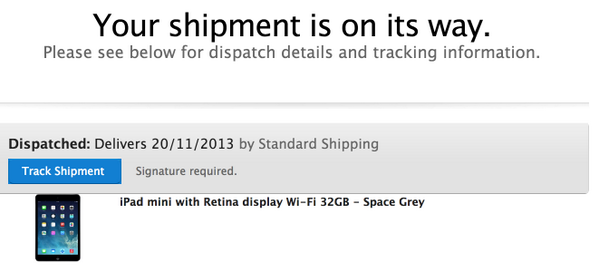 Your shipment is on its way.
Please see below for dispatch details and tracking information.
Dispatched: Delivers 20/11/2013 by Standard Shipping
Track Shipment Signature required.
iPad mini with Retina display Wi-Fi 32GB - Space Grey